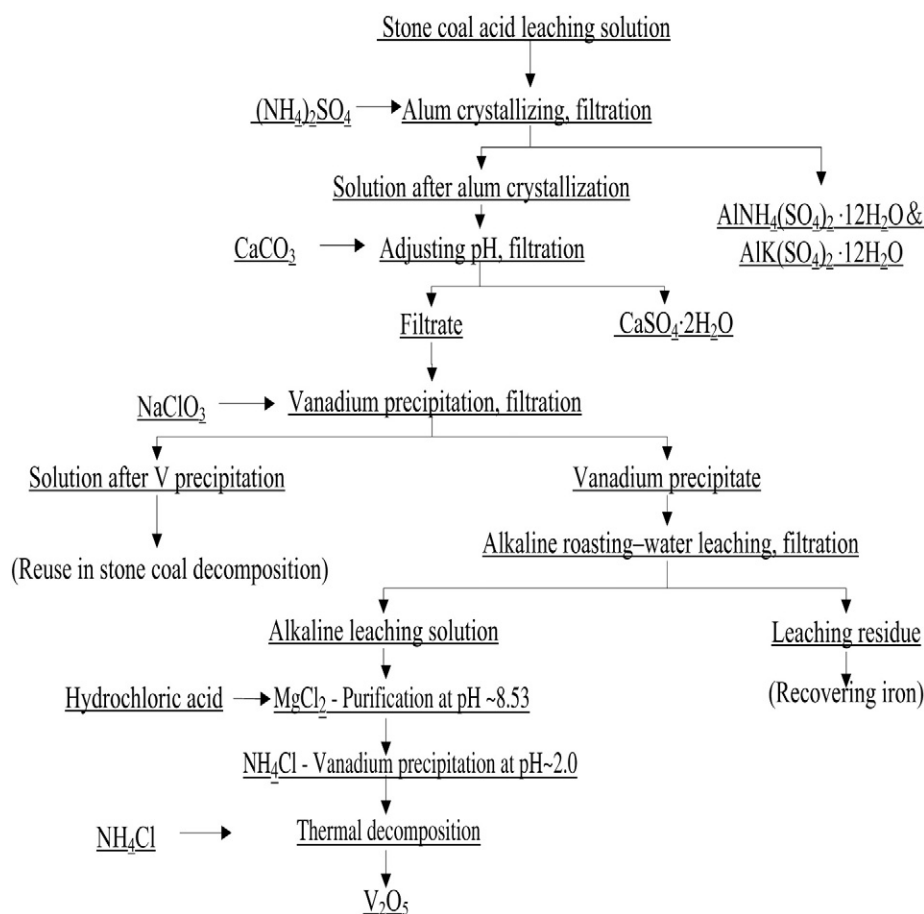 Stone coal acid leaching solution
(NH4)2SO4
Alum crystallizing, filtration
Solution after alum crystallization
AlNH4(SO4)2·12H2O&
AlK(SO4)2·12H2O
CaCO3
Adjusting pH, filtration
Filtrate
CaSO4·2H2O
NaClO3
Vanadium precipitation, filtration
Solution after V precipitation
Vanadium precipitate
Alkaline roasting–water leaching, filtration
(Reuse in stone coal decomposition)
Alkaline leaching solution
Leaching residue
Hydrochloric acid
MgCl2 - Purification at pH ~8.53
(Recovering iron)
NH4Cl - Vanadium precipitation at pH~2.0
NH4Cl
Thermal decomposition
V2O5